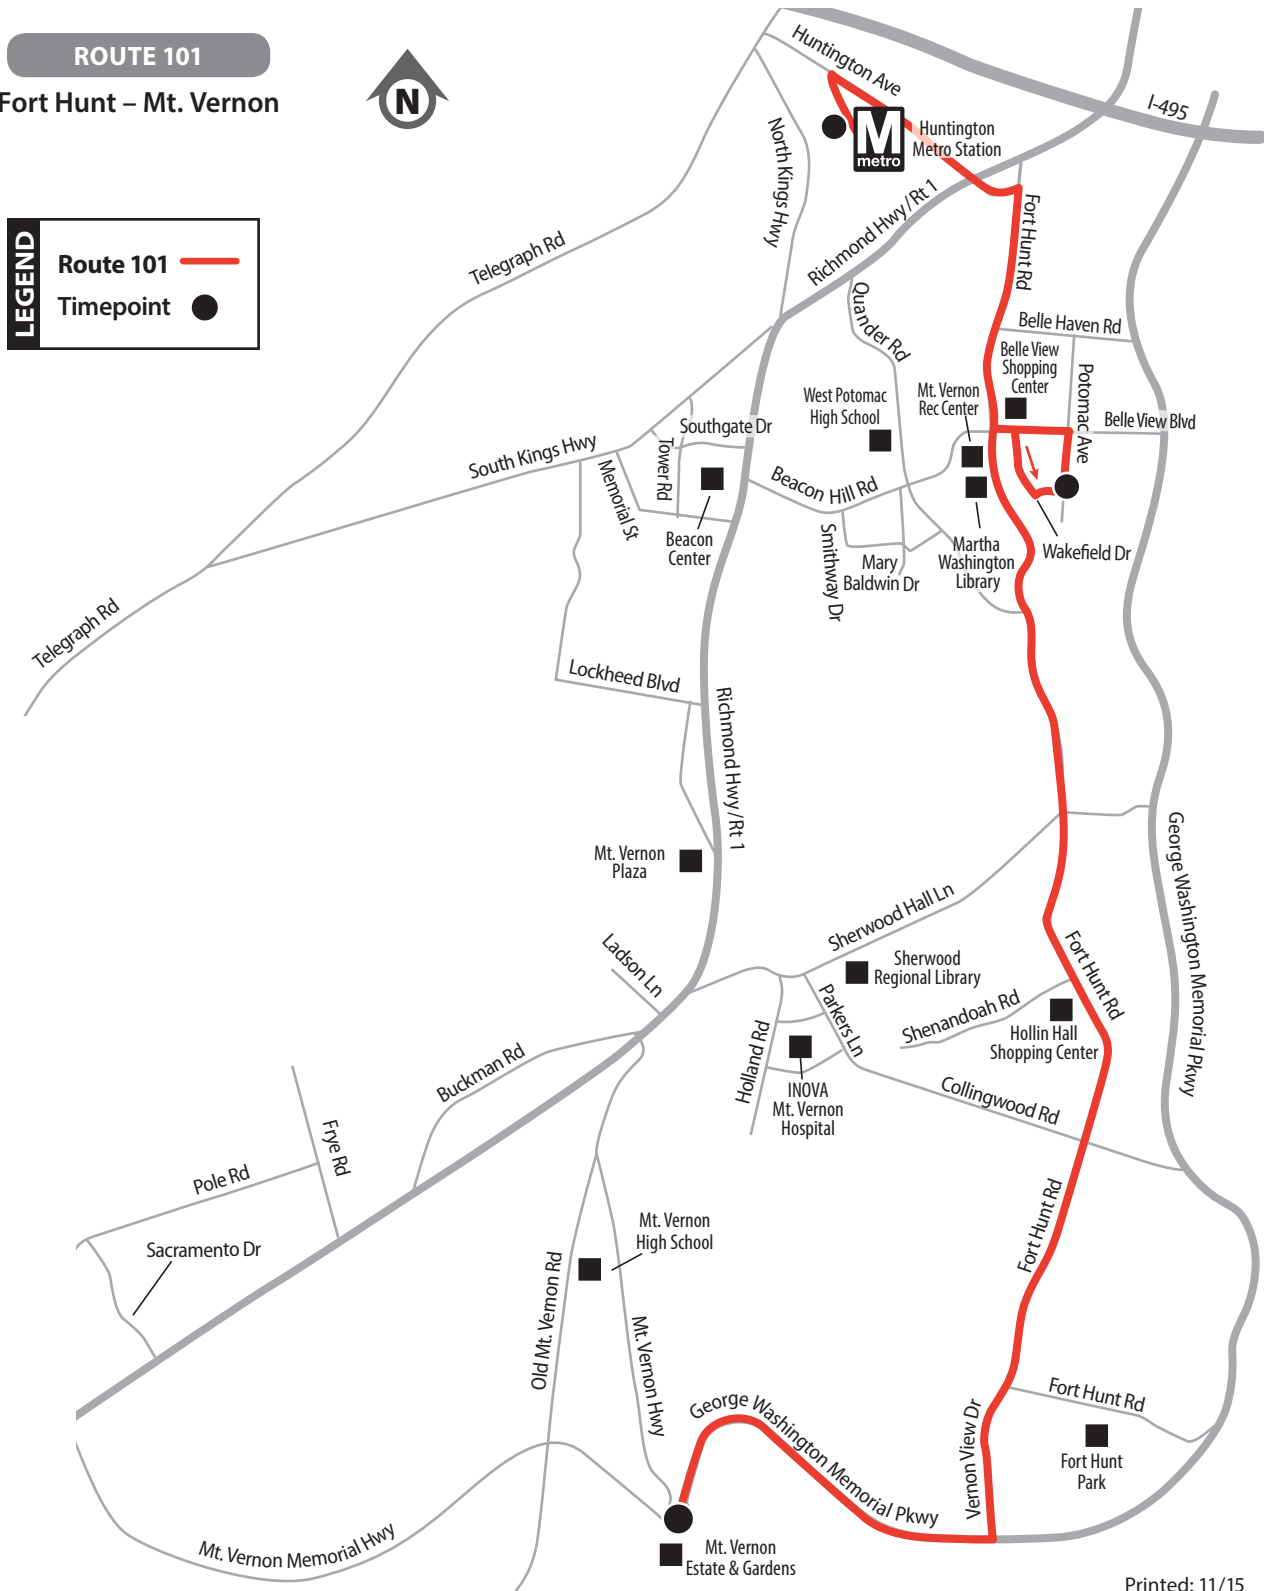 ROUTE 101
Fort Hunt – Mt. Vernon
N
LEGEND
Route 101
Timepoint
Huntington Ave
I-495
M
metro
Huntington
Metro Station
North Kings Hwy
Richmond Hwy/Rt 1
Fort Hunt Rd
Telegraph Rd
Quander Rd
Belle Haven Rd
Belle View
Shopping
Center
Potomac Ave
West Potomac
High School
Mt. Vernon
Rec Center
Belle View Blvd
Southgate Dr
South Kings Hwy
Tower Rd
Memorial St
Beacon Hill Rd
Beacon
Center
Smithway Dr
Mary
Baldwin Dr
Martha
Washington
Library
Wakefield Dr
Telegraph Rd
Lockheed Blvd
Richmond Hwy/Rt 1
Mt. Vernon
Plaza
George Washington Memorial Pkwy
Sherwood Hall Ln
Ladson Ln
Sherwood
Regional Library
Fort Hunt Rd
Parkers Ln
Shenandoah Rd
Holland Rd
Hollin Hall
Shopping Center
Buckman Rd
INOVA
Mt. Vernon
Hospital
Collingwood Rd
Frye Rd
Pole Rd
Fort Hunt Rd
Sacramento Dr
Mt. Vernon
High School
Old Mt. Vernon Rd
Mt. Vernon Hwy
George Washington Memorial Pkwy
Vernon View Dr
Fort Hunt Rd
Fort Hunt
Park
Mt. Vernon Memorial Hwy
Mt. Vernon
Estate & Gardens
Printed: 11/15